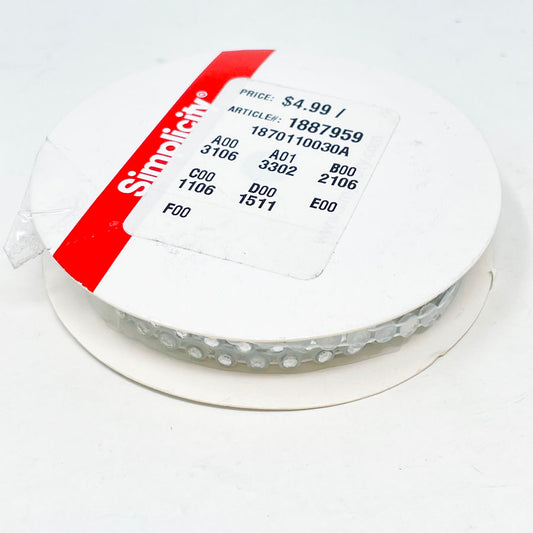 Simplicity®
PRICE: $4.99 /
ARTICLE#: 1887959
1870110030A
A00 A01 B00
3106 3302 2106
C00 D00 E00
1106 1511
F00